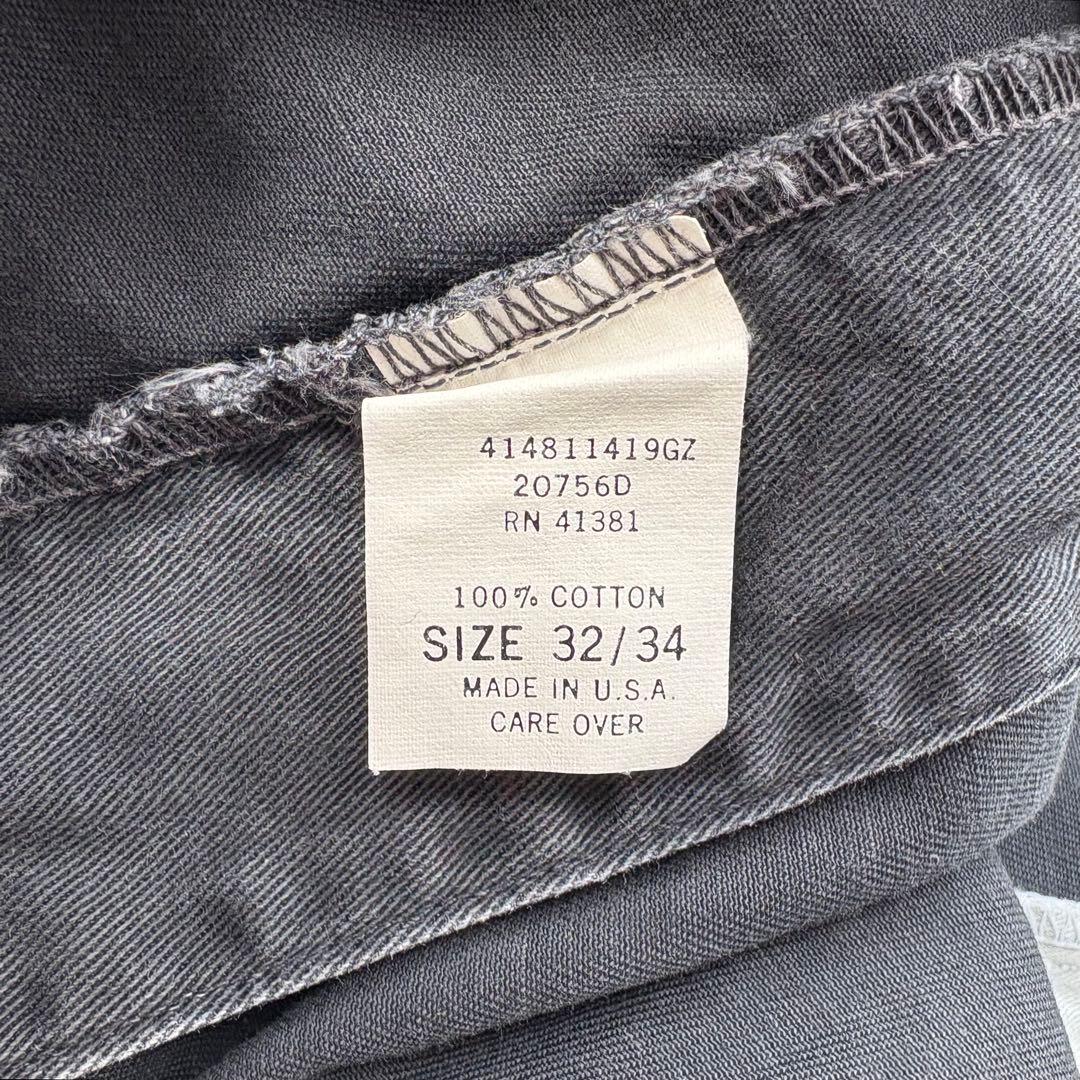 414811419GZ
20756D
RN 41381
100% COTTON
SIZE 32/34
MADE IN U.S.A.
CARE OVER